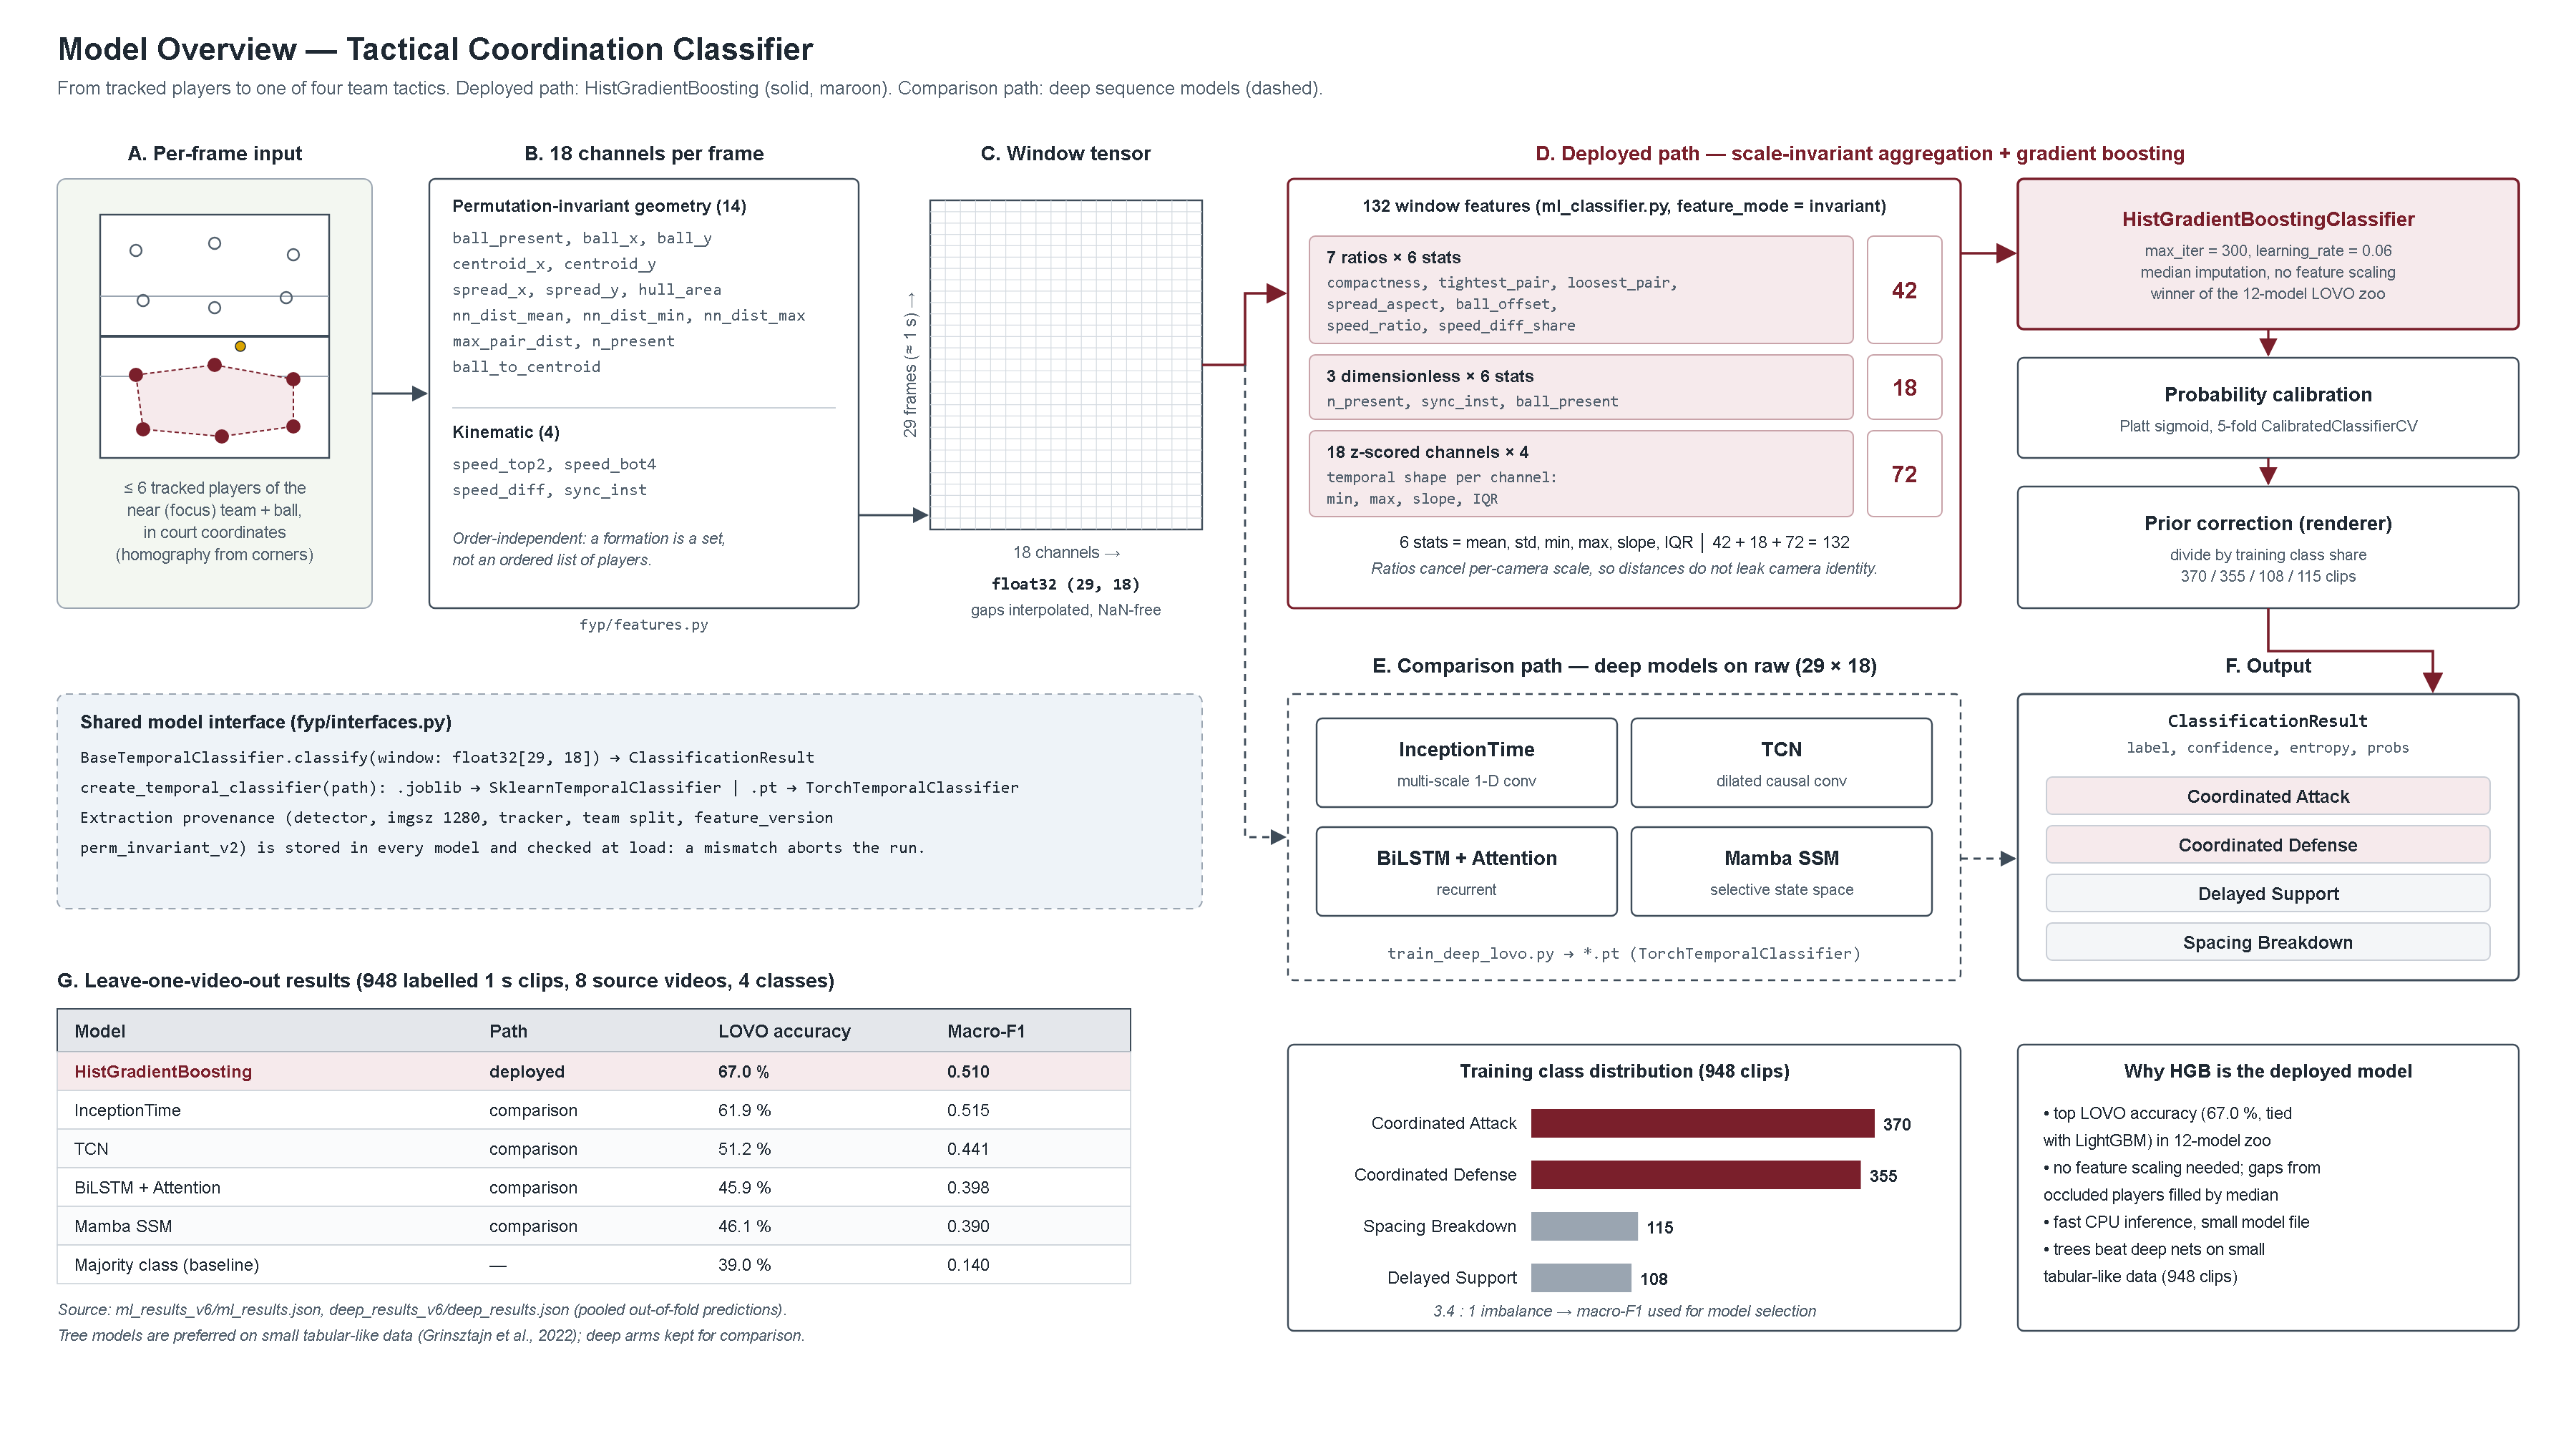 Model Overview — Tactical Coordination Classifier
From tracked players to one of four team tactics. Deployed path: HistGradientBoosting (solid, maroon). Comparison path: deep sequence models (dashed).
A. Per-frame input
≤ 6 tracked players of the
near (focus) team + ball,
in court coordinates
(homography from corners)
B. 18 channels per frame
Permutation-invariant geometry (14)
ball_present, ball_x, ball_y
centroid_x, centroid_y
spread_x, spread_y, hull_area
nn_dist_mean, nn_dist_min, nn_dist_max
max_pair_dist, n_present
ball_to_centroid
Kinematic (4)
speed_top2, speed_bot4
speed_diff, sync_inst
Order-independent: a formation is a set,
not an ordered list of players.
fyp/features.py
C. Window tensor
29 frames (≈ 1 s) →
18 channels →
float32 (29, 18)
gaps interpolated, NaN-free
D. Deployed path — scale-invariant aggregation + gradient boosting
132 window features (ml_classifier.py, feature_mode = invariant)
7 ratios × 6 stats
compactness, tightest_pair, loosest_pair,
spread_aspect, ball_offset,
speed_ratio, speed_diff_share
42
3 dimensionless × 6 stats
n_present, sync_inst, ball_present
18
18 z-scored channels × 4
temporal shape per channel:
min, max, slope, IQR
72
6 stats = mean, std, min, max, slope, IQR │ 42 + 18 + 72 = 132
Ratios cancel per-camera scale, so distances do not leak camera identity.
HistGradientBoostingClassifier
max_iter = 300, learning_rate = 0.06
median imputation, no feature scaling
winner of the 12-model LOVO zoo
Probability calibration
Platt sigmoid, 5-fold CalibratedClassifierCV
Prior correction (renderer)
divide by training class share
370 / 355 / 108 / 115 clips
Shared model interface (fyp/interfaces.py)
BaseTemporalClassifier.classify(window: float32[29, 18]) → ClassificationResult
create_temporal_classifier(path): .joblib → SklearnTemporalClassifier | .pt → TorchTemporalClassifier
Extraction provenance (detector, imgsz 1280, tracker, team split, feature_version
perm_invariant_v2) is stored in every model and checked at load: a mismatch aborts the run.
E. Comparison path — deep models on raw (29 × 18)
InceptionTime
multi-scale 1-D conv
TCN
dilated causal conv
BiLSTM + Attention
recurrent
Mamba SSM
selective state space
train_deep_lovo.py → *.pt (TorchTemporalClassifier)
F. Output
ClassificationResult
label, confidence, entropy, probs
Coordinated Attack
Coordinated Defense
Delayed Support
Spacing Breakdown
G. Leave-one-video-out results (948 labelled 1 s clips, 8 source videos, 4 classes)
Model Path LOVO accuracy Macro-F1
HistGradientBoosting deployed 67.0 % 0.510
InceptionTime comparison 61.9 % 0.515
TCN comparison 51.2 % 0.441
BiLSTM + Attention comparison 45.9 % 0.398
Mamba SSM comparison 46.1 % 0.390
Majority class (baseline) — 39.0 % 0.140
Source: ml_results_v6/ml_results.json, deep_results_v6/deep_results.json (pooled out-of-fold predictions).
Tree models are preferred on small tabular-like data (Grinsztajn et al., 2022); deep arms kept for comparison.
Training class distribution (948 clips)
Coordinated Attack 370
Coordinated Defense 355
Spacing Breakdown 115
Delayed Support 108
3.4 : 1 imbalance → macro-F1 used for model selection
Why HGB is the deployed model
• top LOVO accuracy (67.0 %, tied
with LightGBM) in 12-model zoo
• no feature scaling needed; gaps from
occluded players filled by median
• fast CPU inference, small model file
• trees beat deep nets on small
tabular-like data (948 clips)